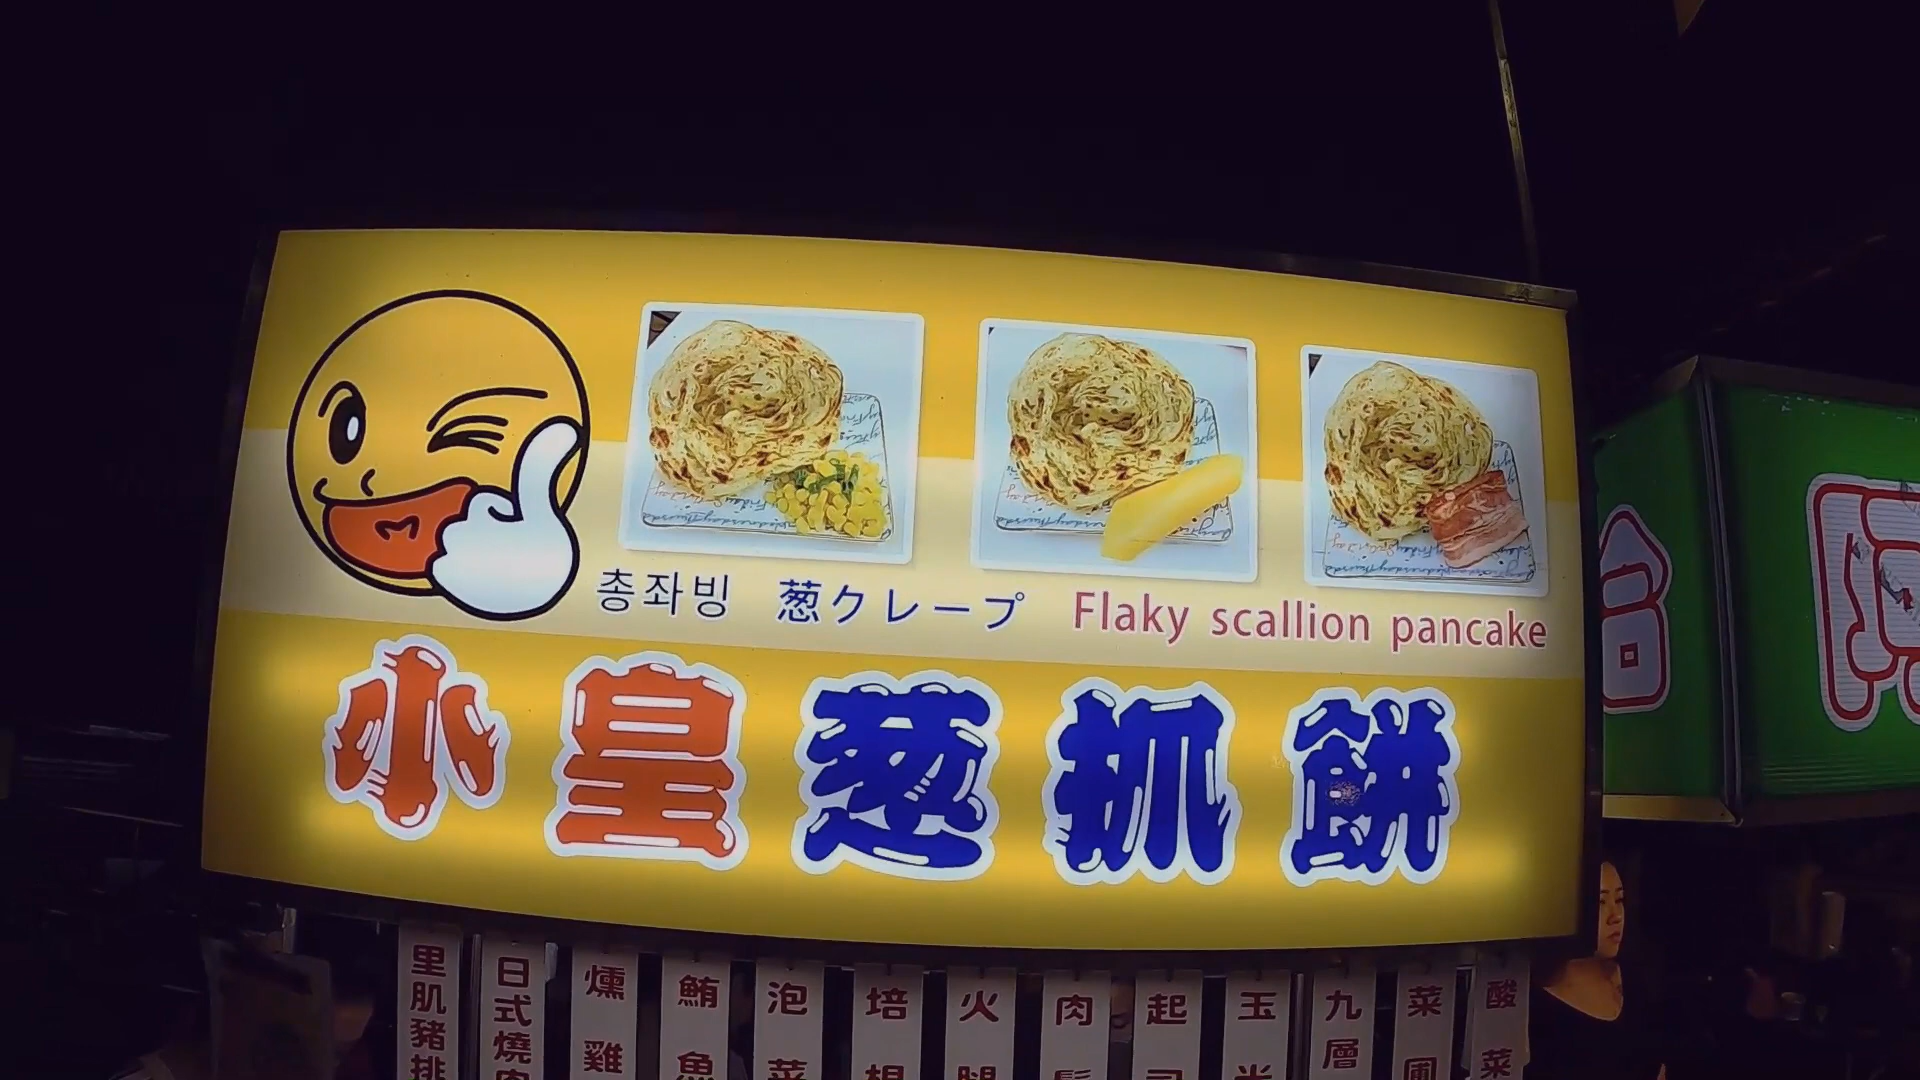 총좌빙 葱クレープ Flaky scallion pancake
小皇葱抓餅
里肌豬排
日式燒肉
燻雞
鮪魚
泡菜
培根
火腿
肉鬆
起司
玉米
九層
菜圃
酸菜
台